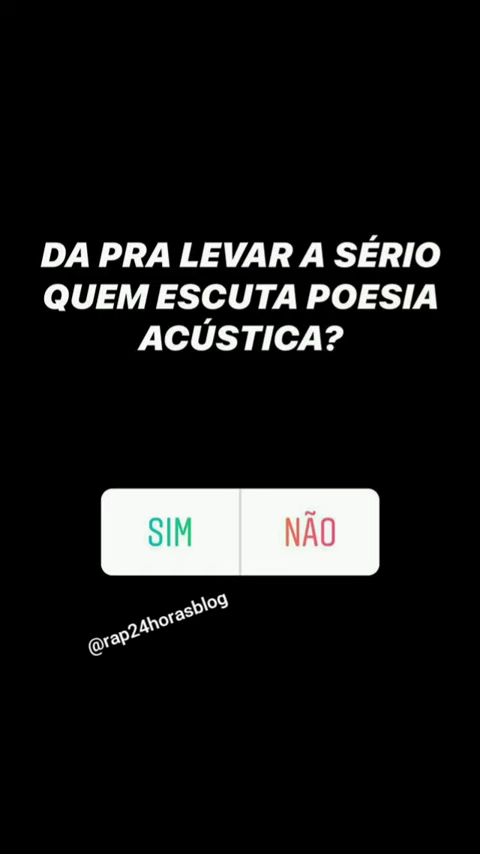 DA PRA LEVAR A SÉRIO
QUEM ESCUTA POESIA
ACÚSTICA?
SIM
NÃO
@rap24horasblog